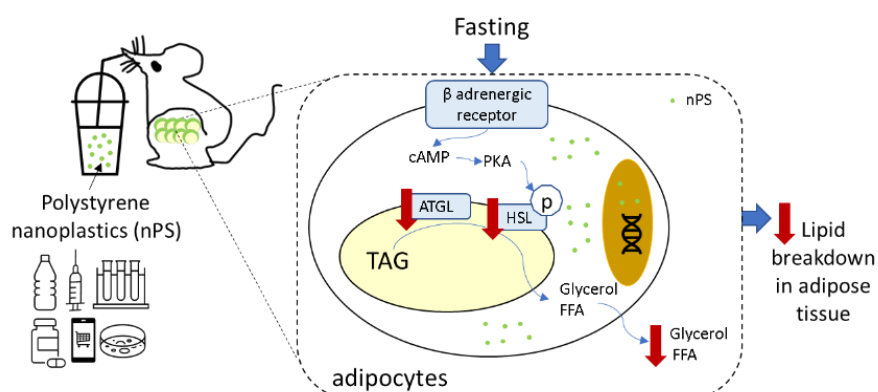 Fasting
β adrenergic
receptor
nPS
cAMP
PKA
p
ATGL
HSL
TAG
Glycerol
FFA
Glycerol
FFA
adipocytes
Polystyrene
nanoplastics (nPS)
Lipid
breakdown
in adipose
tissue